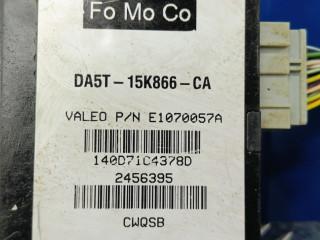 Fo Mo Co
DA5T-15K866-CA
VALEO P/N E1070057A
140D71C4378D
2456395
CWQSB